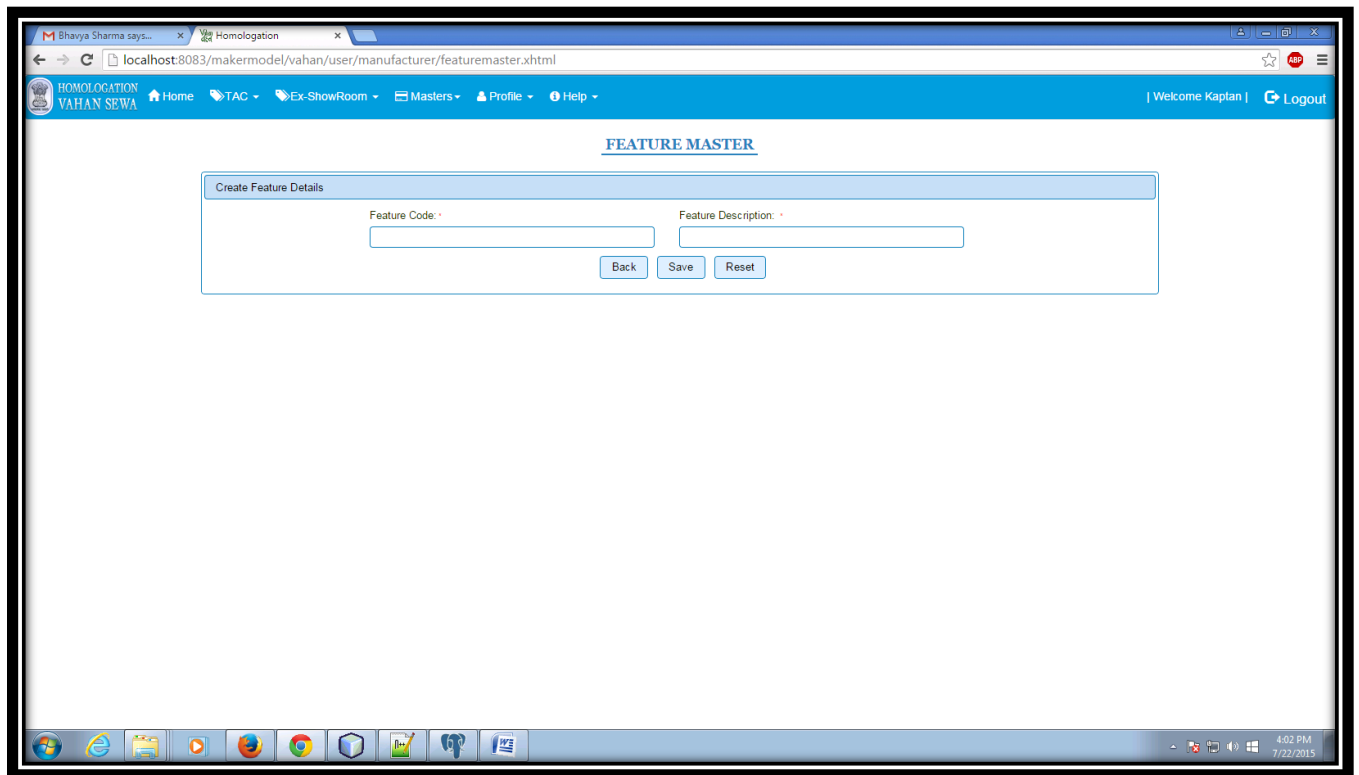 Bhavya Sharma says...
Homologation
localhost:8083/makermodel/vahan/user/manufacturer/featuremaster.xhtml
ABP
HOMOLOGATION
VAHAN SEWA
Home TAC Ex-ShowRoom Masters Profile Help | Welcome Kaptan | Logout
FEATURE MASTER
Create Feature Details
Feature Code: * Feature Description: *
Back Save Reset
4:02 PM
7/22/2015